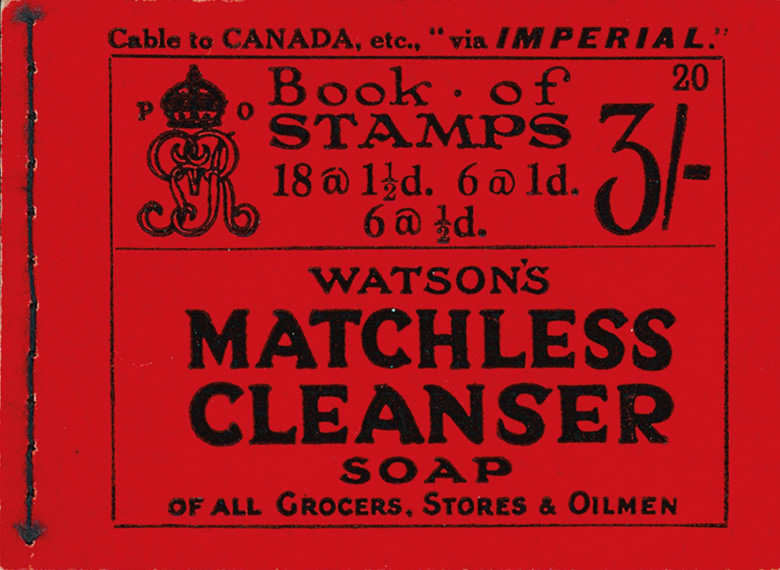 Cable to CANADA, etc., "via IMPERIAL."
20
P O
Book · of
STAMPS
3/-
18 @ 1½d. 6 @ 1d.
6 @ ½d.
WATSON'S
MATCHLESS
CLEANSER
SOAP
OF ALL GROCERS, STORES & OILMEN